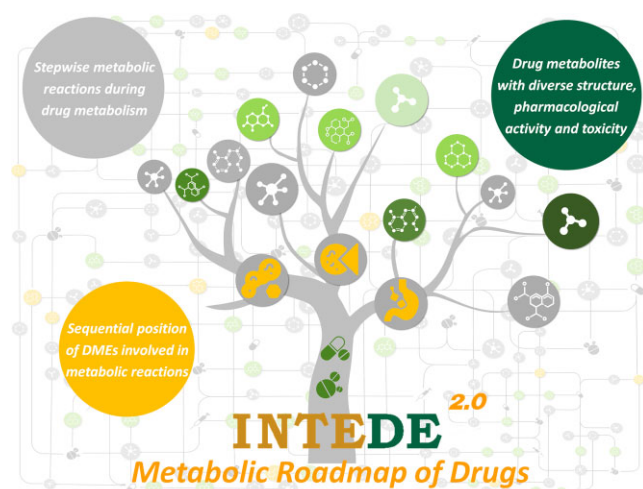 Stepwise metabolic
reactions during
drug metabolism
Drug metabolites
with diverse structure,
pharmacological
activity and toxicity
Sequential position
of DMEs involved in
metabolic reactions
2.0
INTEDE
Metabolic Roadmap of Drugs